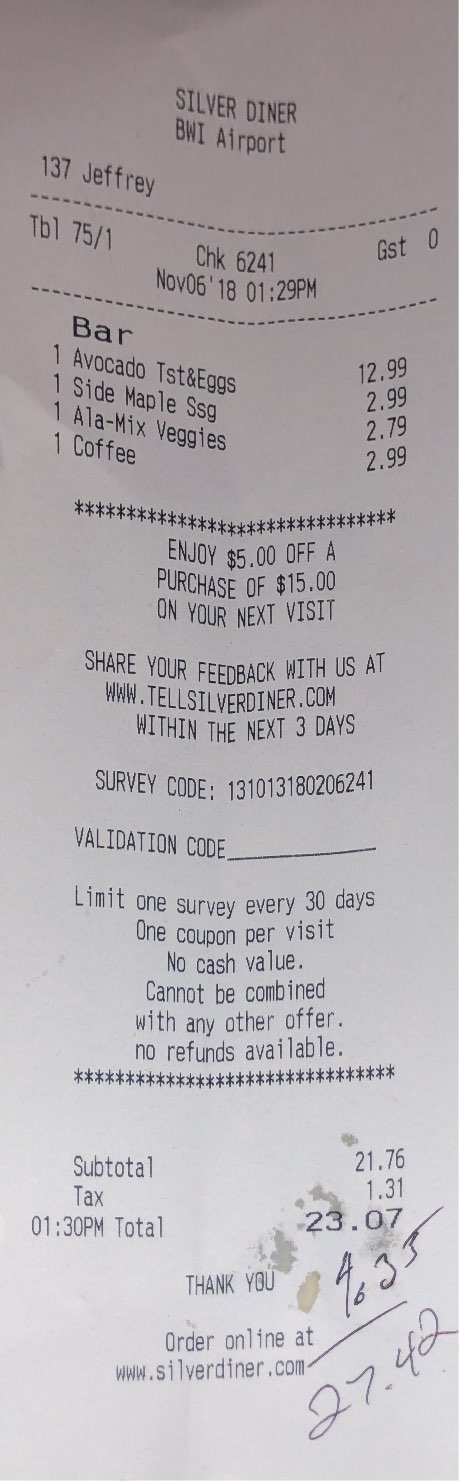 SILVER DINER
BWI Airport
137 Jeffrey
Tbl 75/1 Chk 6241 Gst 0
Nov06'18 01:29PM
Bar
1 Avocado Tst&Eggs 12.99
1 Side Maple Ssg 2.99
1 Ala-Mix Veggies 2.79
1 Coffee 2.99
********************************
ENJOY $5.00 OFF A
PURCHASE OF $15.00
ON YOUR NEXT VISIT
SHARE YOUR FEEDBACK WITH US AT
WWW.TELLSILVERDINER.COM
WITHIN THE NEXT 3 DAYS
SURVEY CODE: 131013180206241
VALIDATION CODE______________
Limit one survey every 30 days
One coupon per visit
No cash value.
Cannot be combined
with any other offer.
no refunds available.
********************************
Subtotal 21.76
Tax 1.31
01:30PM Total 23.07
THANK YOU
4.35
Order online at
www.silverdiner.com
27.42